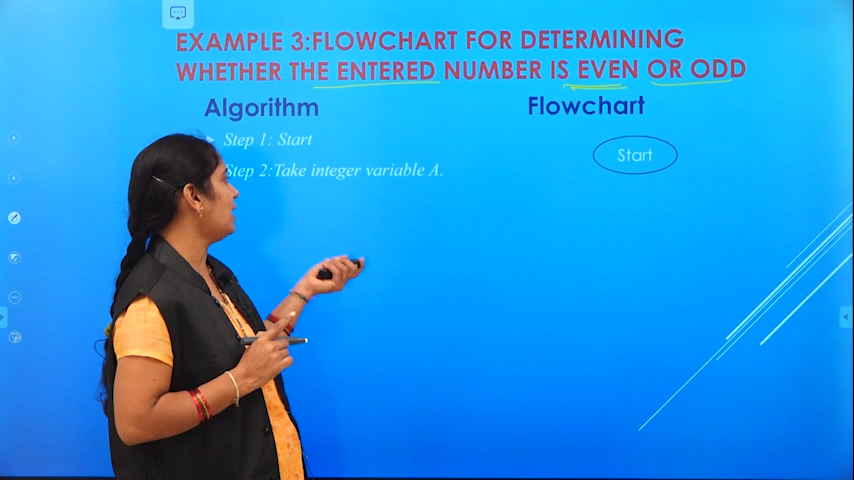 EXAMPLE 3:FLOWCHART FOR DETERMINING
WHETHER THE ENTERED NUMBER IS EVEN OR ODD
Algorithm
Flowchart
Step 1: Start
Step 2:Take integer variable A.
Start